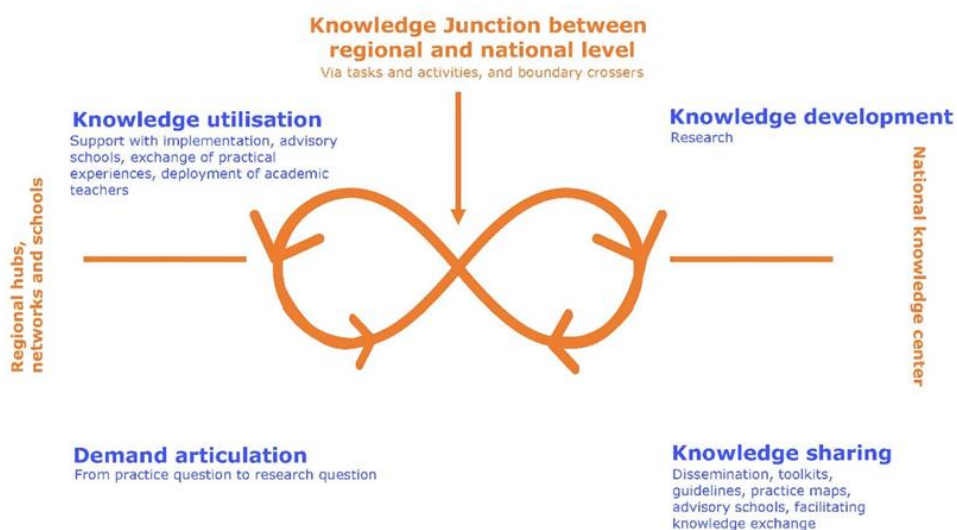 Knowledge Junction between
regional and national level
Via tasks and activities, and boundary crossers
Knowledge utilisation
Support with implementation, advisory
schools, exchange of practical
experiences, deployment of academic
teachers
Knowledge development
Research
Regional hubs,
networks and schools
National knowledge
center
Demand articulation
From practice question to research question
Knowledge sharing
Dissemination, toolkits,
guidelines, practice maps,
advisory schools, facilitating
knowledge exchange